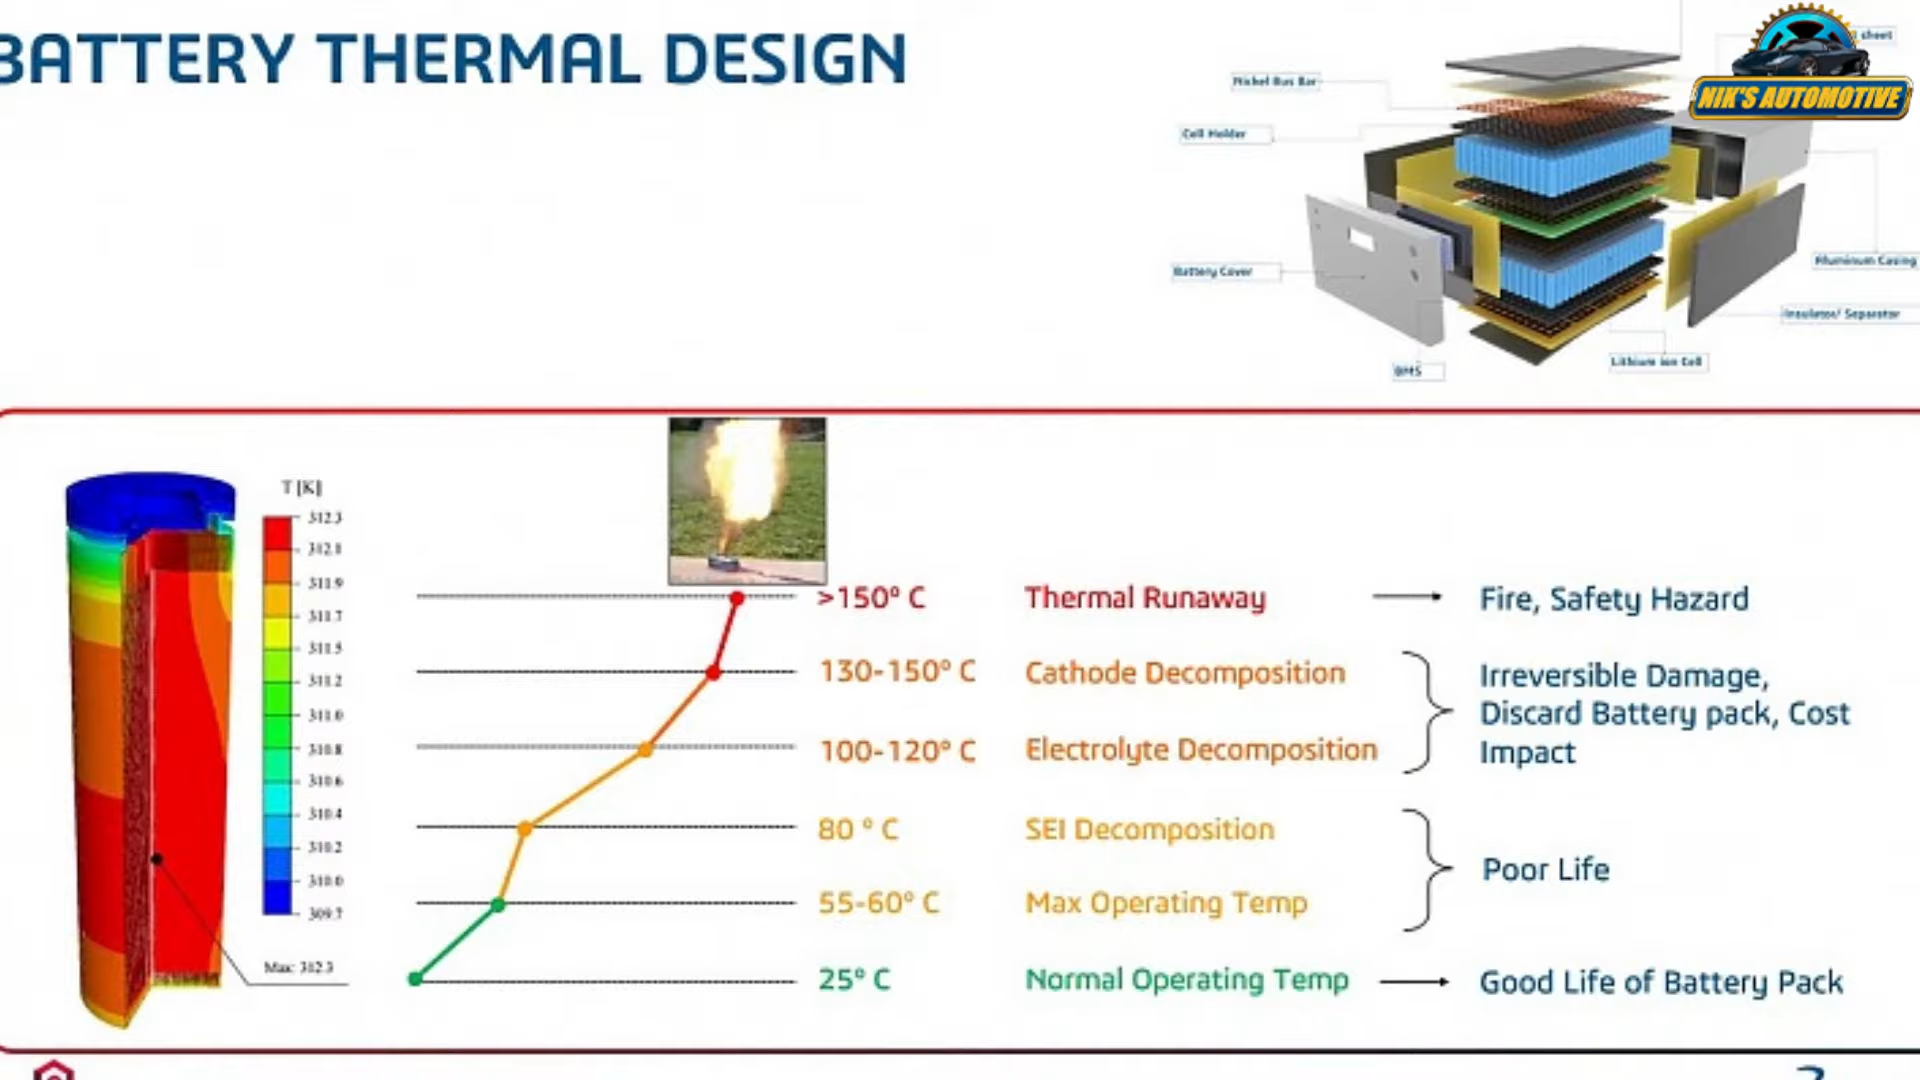 BATTERY THERMAL DESIGN
sheet
NIK'S AUTOMOTIVE
Nickel Bus Bar
Cell Holder
Battery Cover
Aluminum Casing
Insulator/ Separator
Lithium ion Cell
BMS
T [K]
312.3
312.1
311.9
311.7
311.5
311.2
311.0
310.8
310.6
310.4
310.2
310.0
309.7
Max: 312.3
>150° C Thermal Runaway Fire, Safety Hazard
130-150° C Cathode Decomposition Irreversible Damage,
Discard Battery pack, Cost
100-120° C Electrolyte Decomposition Impact
80 ° C SEI Decomposition
Poor Life
55-60° C Max Operating Temp
25° C Normal Operating Temp Good Life of Battery Pack